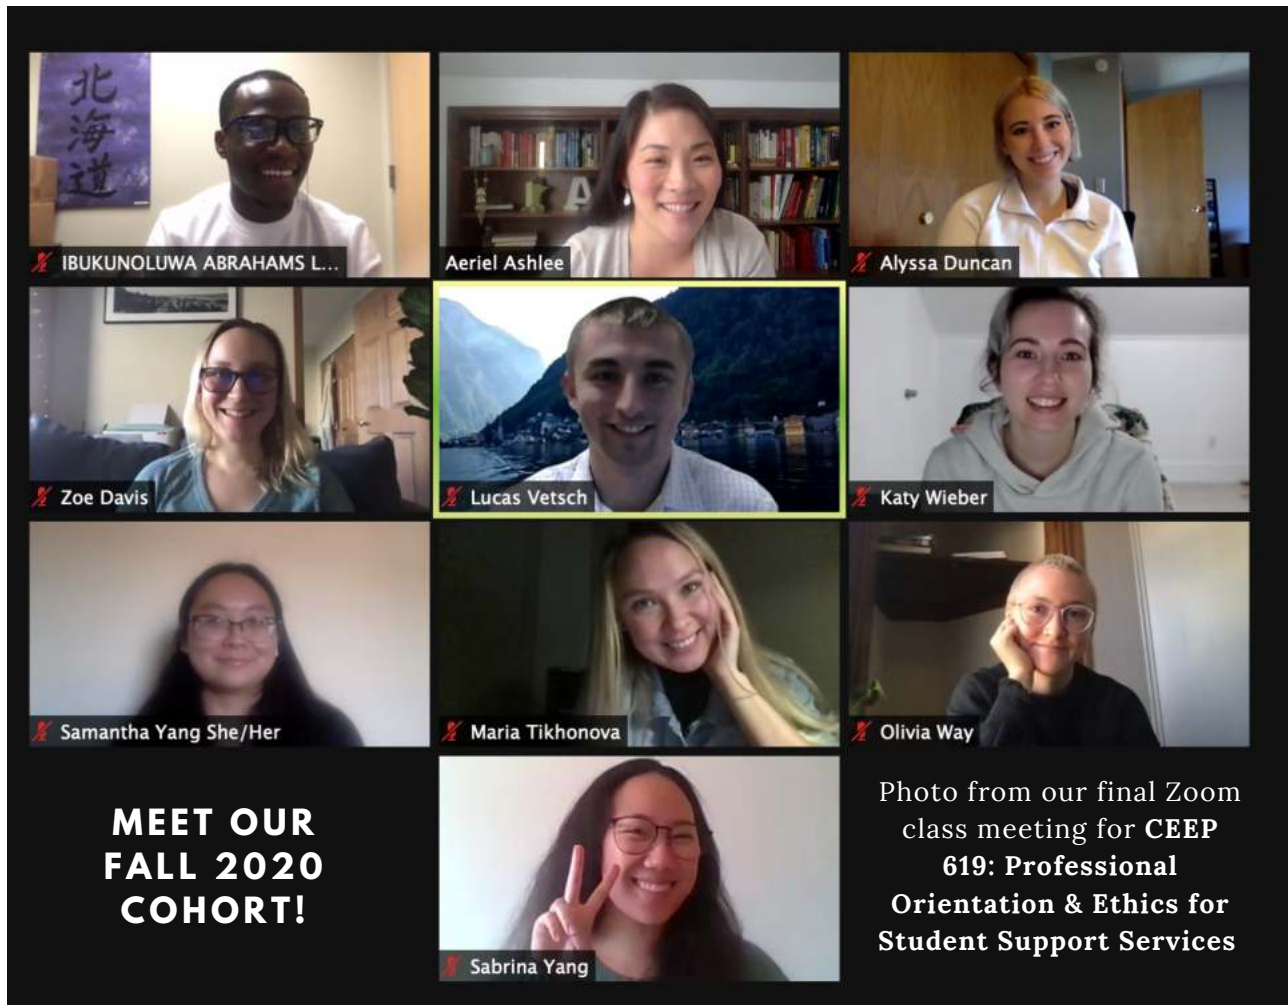 北
海
道
IBUKUNOLUWA ABRAHAMS L...
Aeriel Ashlee
Alyssa Duncan
Zoe Davis
Lucas Vetsch
Katy Wieber
Samantha Yang She/Her
Maria Tikhonova
Olivia Way
MEET OUR
FALL 2020
COHORT!
Sabrina Yang
Photo from our final Zoom
class meeting for CEEP
619: Professional
Orientation & Ethics for
Student Support Services